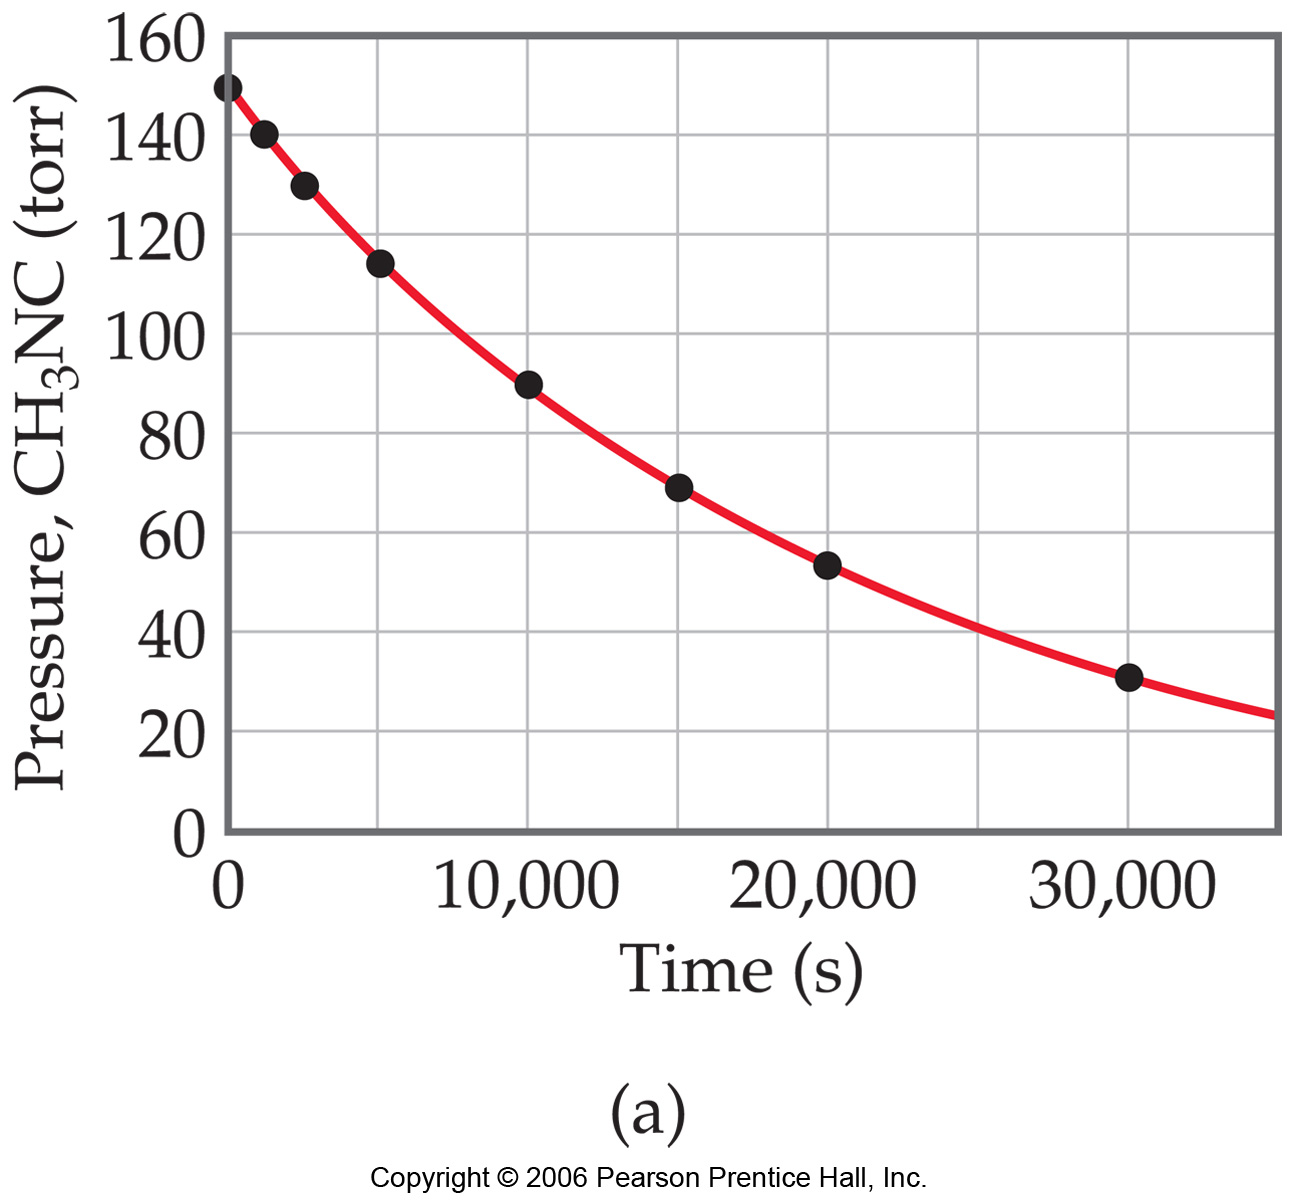 160
140
120
100
80
60
40
20
0
Pressure, CH₃NC (torr)
0 10,000 20,000 30,000
Time (s)
(a)
Copyright © 2006 Pearson Prentice Hall, Inc.